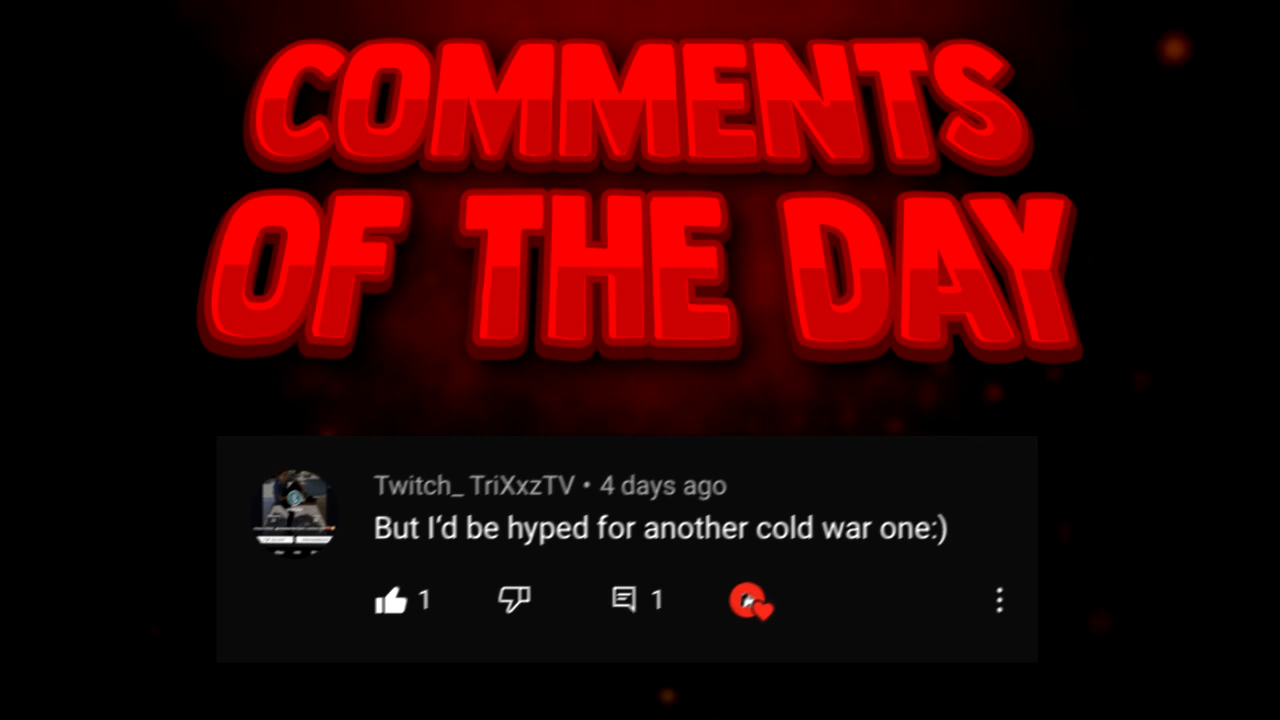 COMMENTS
OF THE DAY
Twitch_ TriXxzTV • 4 days ago
But I‘d be hyped for another cold war one:)
1 1